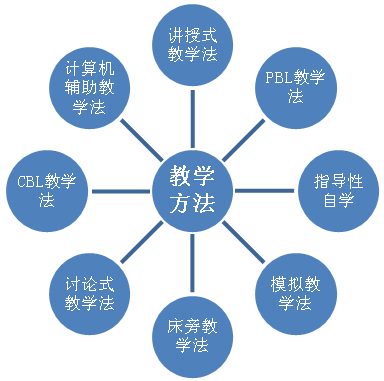 讲授式
教学法
PBL教学
法
指导性
自学
模拟教
学法
床旁教
学法
讨论式
教学法
CBL教学
法
计算机
辅助教
学法
教学
方法